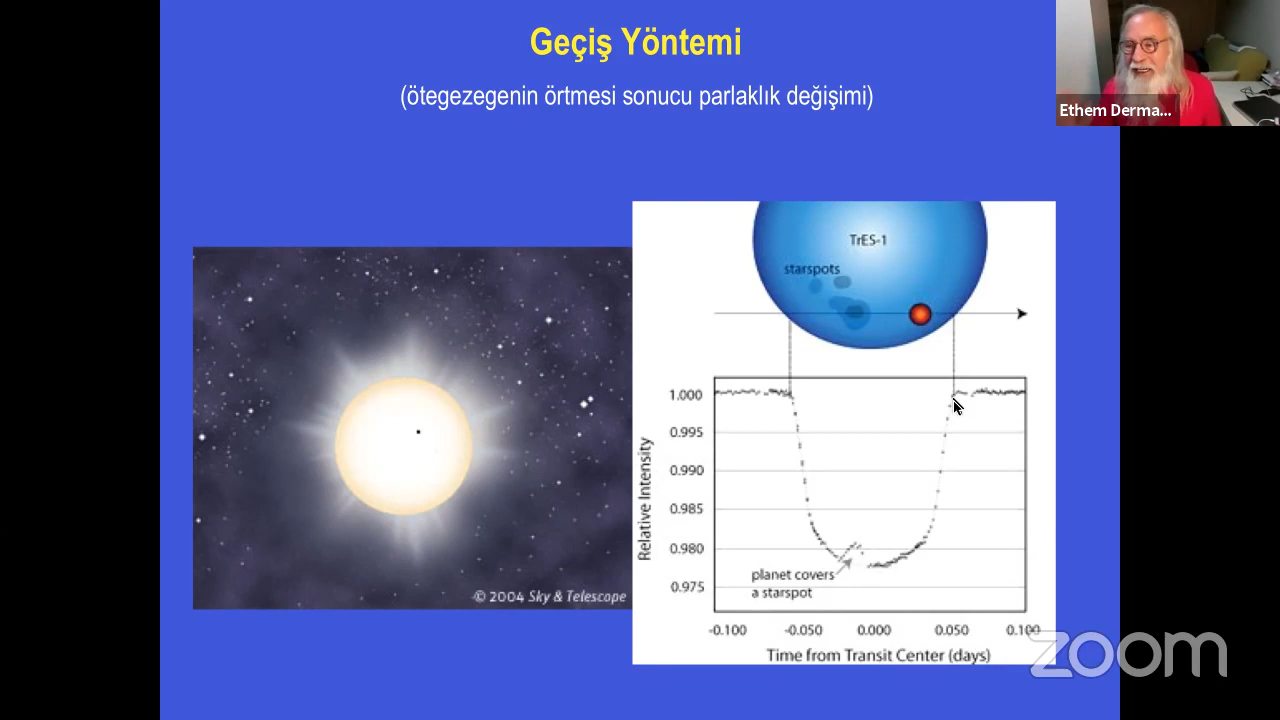 Geçiş Yöntemi
(ötegezegenin örtmesi sonucu parlaklık değişimi)
Ethem Derma...
TrES-1
starspots
1.000
0.995
0.990
0.985
0.980
0.975
Relative Intensity
planet covers
a starspot
-0.100 -0.050 0.000 0.050 0.100
Time from Transit Center (days)
© 2004 Sky & Telescope
zoom